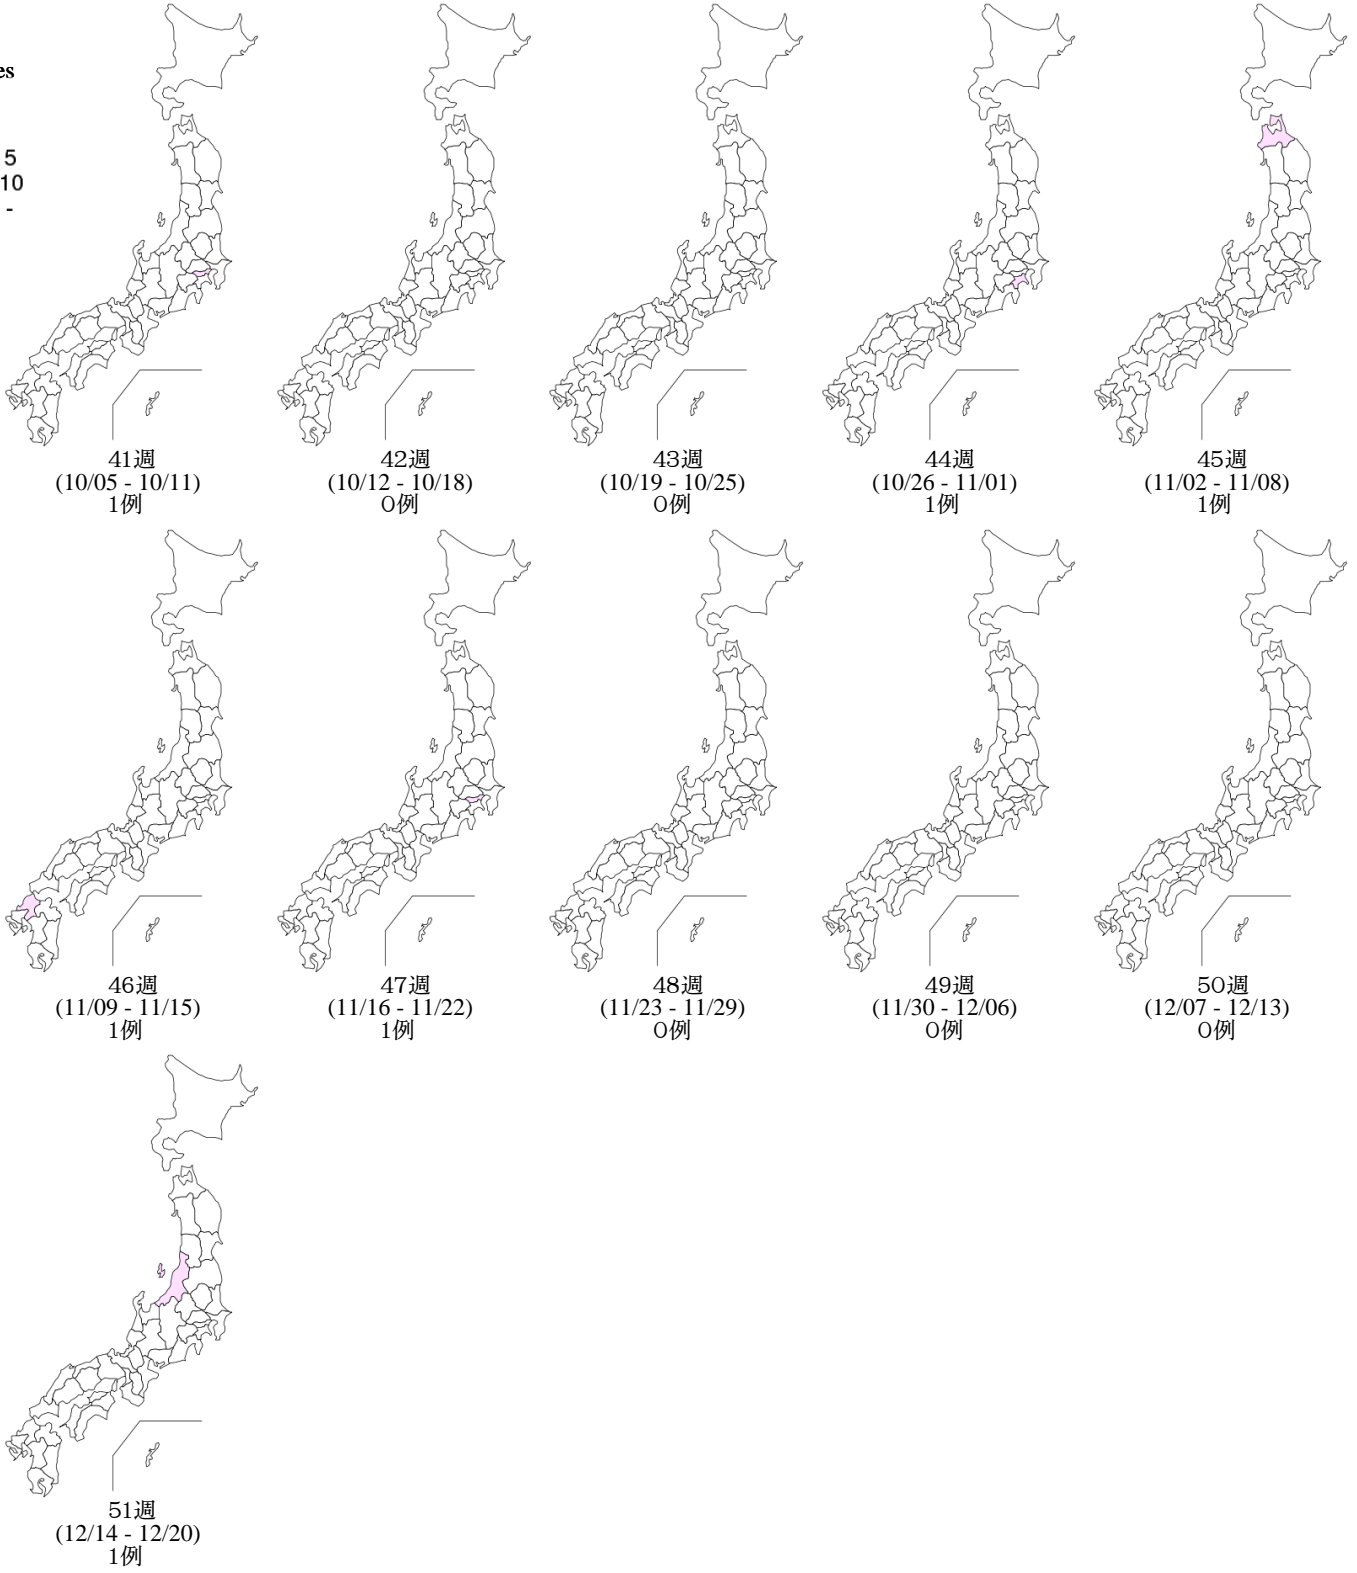 es
5
10
-
41週
(10/05 - 10/11)
1例
42週
(10/12 - 10/18)
0例
43週
(10/19 - 10/25)
0例
44週
(10/26 - 11/01)
1例
45週
(11/02 - 11/08)
1例
46週
(11/09 - 11/15)
1例
47週
(11/16 - 11/22)
1例
48週
(11/23 - 11/29)
0例
49週
(11/30 - 12/06)
0例
50週
(12/07 - 12/13)
0例
51週
(12/14 - 12/20)
1例